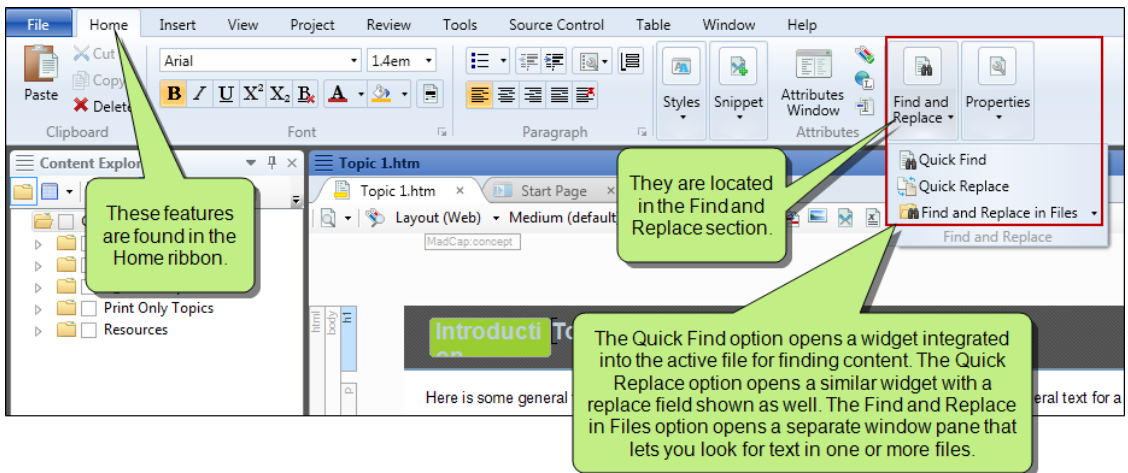 File Home Insert View Project Review Tools Source Control Table Window Help
Paste
Cut
Copy
Delete
Clipboard
Arial 1.4em
B I U X² X₂ B A
Font
Paragraph
Styles
Snippet
Attributes
Window
Attributes
Find and
Replace
Properties
Quick Find
Quick Replace
Find and Replace in Files
Find and Replace
These features
are found in the
Home ribbon.
They are located
in the Find and
Replace section.
Content Explo
Print Only Topics
Resources
Topic 1.htm
Topic 1.htm × Start Page ×
Layout (Web) Medium (default
MadCap:concept
html
body
h1
p
Introducti
Here is some general
eral text for a
The Quick Find option opens a widget integrated
into the active file for finding content. The Quick
Replace option opens a similar widget with a
replace field shown as well. The Find and Replace
in Files option opens a separate window pane that
lets you look for text in one or more files.